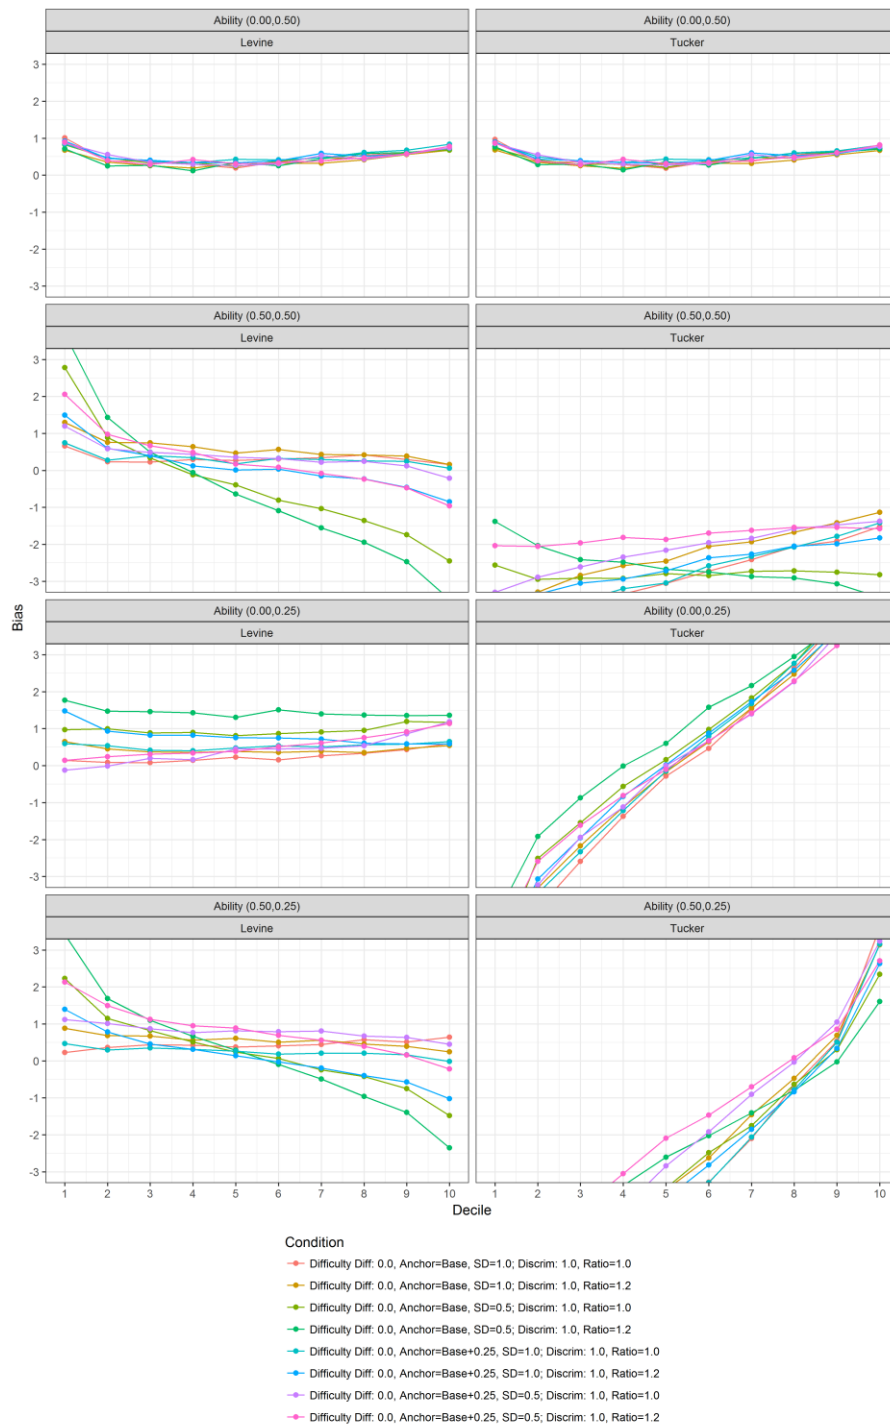 Ability (0.00,0.50)
Ability (0.00,0.50)
Levine
Tucker
3
2
1
0
-1
-2
-3
Ability (0.50,0.50)
Ability (0.50,0.50)
Levine
Tucker
3
2
1
0
-1
-2
-3
Bias
Ability (0.00,0.25)
Ability (0.00,0.25)
Levine
Tucker
3
2
1
0
-1
-2
-3
Ability (0.50,0.25)
Ability (0.50,0.25)
Levine
Tucker
3
2
1
0
-1
-2
-3
1 2 3 4 5 6 7 8 9 10 1 2 3 4 5 6 7 8 9 10
Decile
Condition
Difficulty Diff: 0.0, Anchor=Base, SD=1.0; Discrim: 1.0, Ratio=1.0
Difficulty Diff: 0.0, Anchor=Base, SD=1.0; Discrim: 1.0, Ratio=1.2
Difficulty Diff: 0.0, Anchor=Base, SD=0.5; Discrim: 1.0, Ratio=1.0
Difficulty Diff: 0.0, Anchor=Base, SD=0.5; Discrim: 1.0, Ratio=1.2
Difficulty Diff: 0.0, Anchor=Base+0.25, SD=1.0; Discrim: 1.0, Ratio=1.0
Difficulty Diff: 0.0, Anchor=Base+0.25, SD=1.0; Discrim: 1.0, Ratio=1.2
Difficulty Diff: 0.0, Anchor=Base+0.25, SD=0.5; Discrim: 1.0, Ratio=1.0
Difficulty Diff: 0.0, Anchor=Base+0.25, SD=0.5; Discrim: 1.0, Ratio=1.2